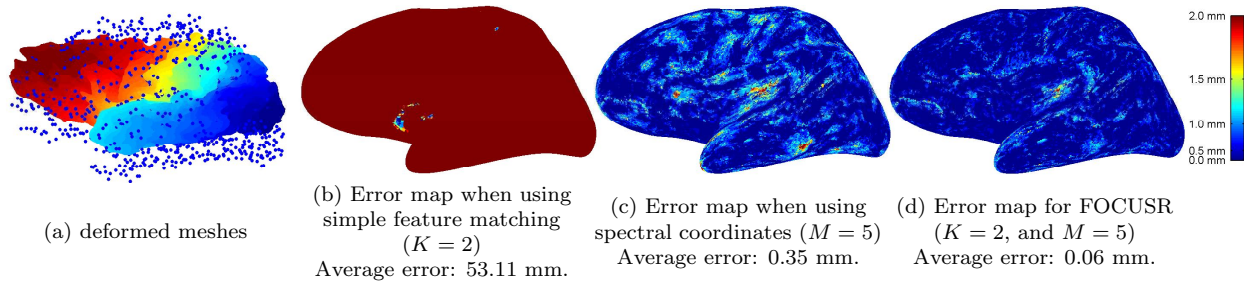 2.0 mm
1.5 mm
1.0 mm
0.5 mm
0.0 mm
(a) deformed meshes
(b) Error map when using
simple feature matching
(K = 2)
Average error: 53.11 mm.
(c) Error map when using
spectral coordinates (M = 5)
Average error: 0.35 mm.
(d) Error map for FOCUSR
(K = 2, and M = 5)
Average error: 0.06 mm.